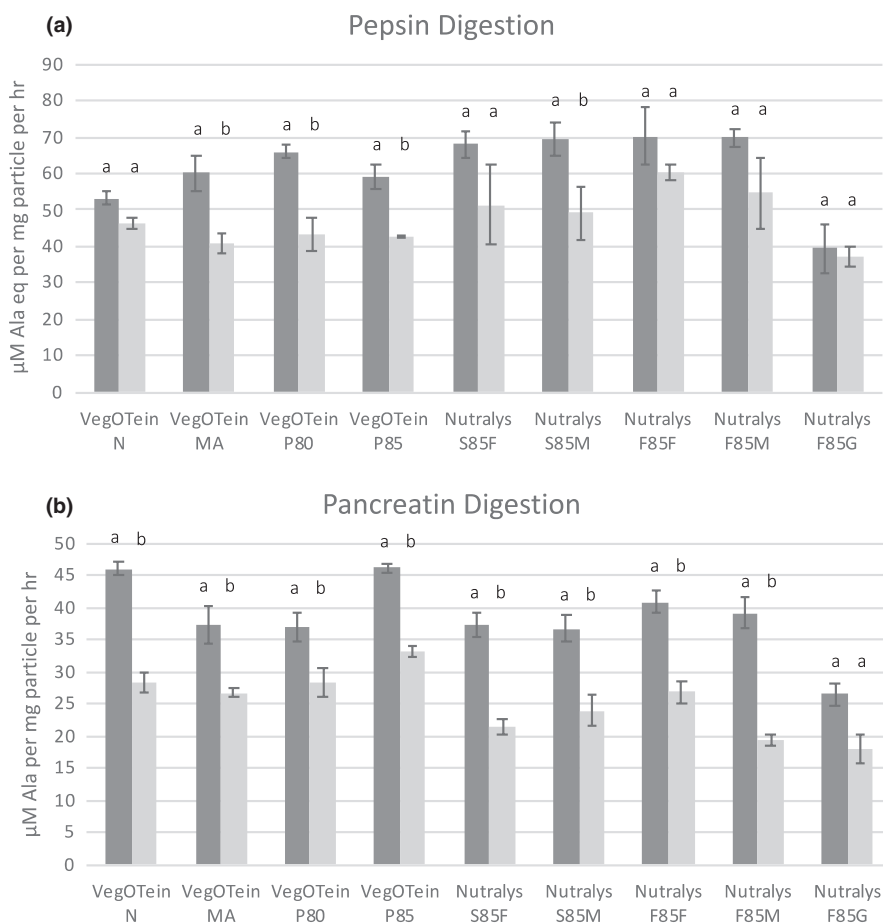 (a)
Pepsin Digestion
µM Ala eq per mg particle per hr
90
80
70
60
50
40
30
20
10
0
a a
a b
a b
a b
a a
a b
a a
a a
a a
VegOTein
N
VegOTein
MA
VegOTein
P80
VegOTein
P85
Nutralys
S85F
Nutralys
S85M
Nutralys
F85F
Nutralys
F85M
Nutralys
F85G
(b)
Pancreatin Digestion
µM Ala per mg particle per hr
50
45
40
35
30
25
20
15
10
5
0
a b
a b
a b
a b
a b
a b
a b
a b
a a
VegOTein
N
VegOTein
MA
VegOTein
P80
VegOTein
P85
Nutralys
S85F
Nutralys
S85M
Nutralys
F85F
Nutralys
F85M
Nutralys
F85G